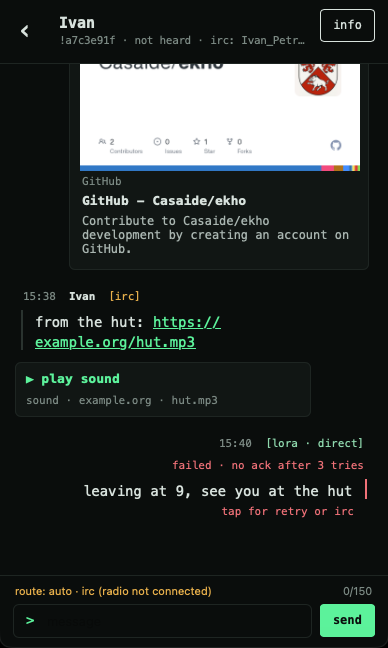 Ivan
!a7c3e91f · not heard · irc: Ivan_Petr…
info
Casaide/ekho
2
Contributors
0
Issues
1
Star
0
Forks
GitHub
GitHub – Casaide/ekho
Contribute to Casaide/ekho
development by creating an account on
GitHub.
15:38 Ivan [irc]
from the hut: https://
example.org/hut.mp3
▶ play sound
sound · example.org · hut.mp3
15:40 [lora · direct]
failed · no ack after 3 tries
leaving at 9, see you at the hut
tap for retry or irc
route: auto · irc (radio not connected)
0/150
>
send